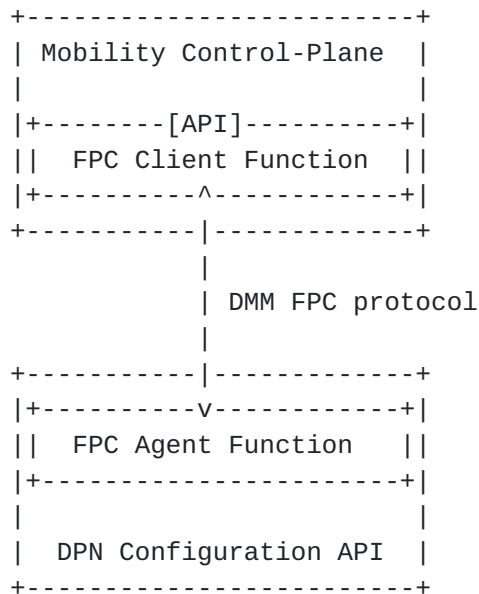 Mobility Control-Plane
[API]
FPC Client Function
DMM FPC protocol
FPC Agent Function
DPN Configuration API